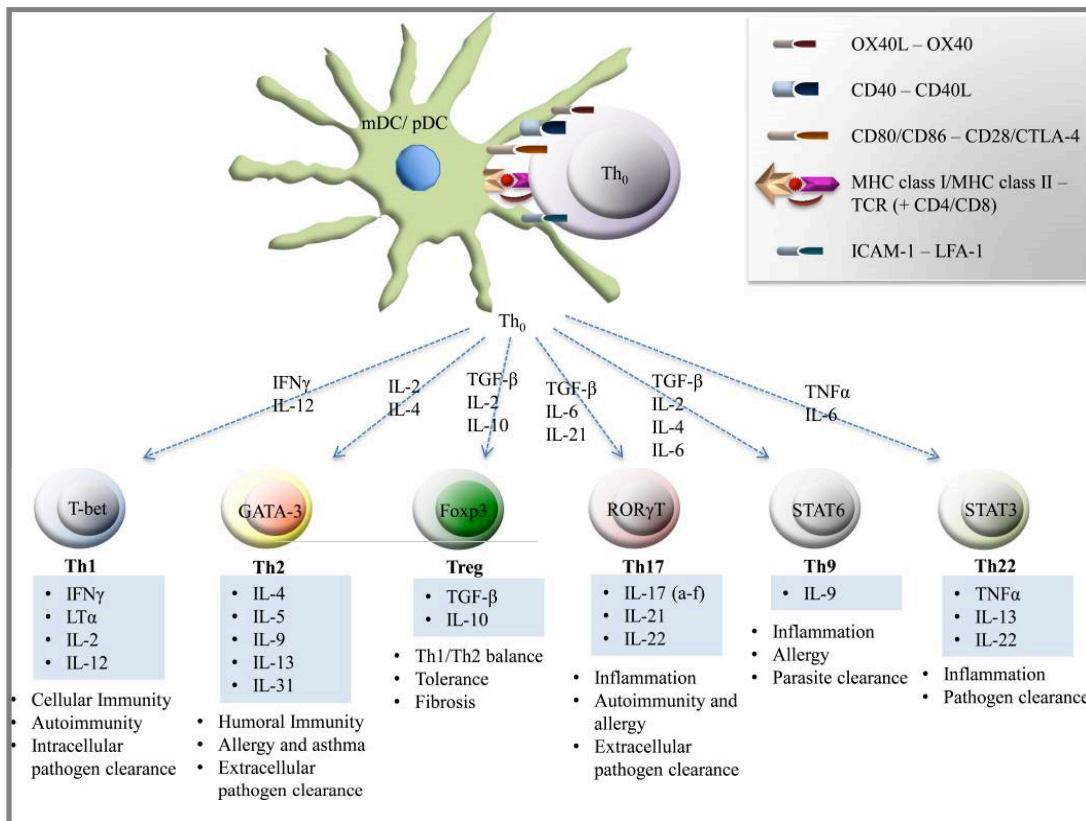 mDC/ pDC
Th₀
OX40L – OX40
CD40 – CD40L
CD80/CD86 – CD28/CTLA-4
MHC class I/MHC class II –
TCR (+ CD4/CD8)
ICAM-1 – LFA-1
Th₀
IFNγ
IL-12
IL-2
IL-4
TGF-β
IL-2
IL-10
TGF-β
IL-6
IL-21
TGF-β
IL-2
IL-4
IL-6
TNFα
IL-6
T-bet
Th1
• IFNγ
• LTα
• IL-2
• IL-12
• Cellular Immunity
• Autoimmunity
• Intracellular
pathogen clearance
GATA-3
Th2
• IL-4
• IL-5
• IL-9
• IL-13
• IL-31
• Humoral Immunity
• Allergy and asthma
• Extracellular
pathogen clearance
Foxp3
Treg
• TGF-β
• IL-10
• Th1/Th2 balance
• Tolerance
• Fibrosis
RORγT
Th17
• IL-17 (a-f)
• IL-21
• IL-22
• Inflammation
• Autoimmunity and
allergy
• Extracellular
pathogen clearance
STAT6
Th9
• IL-9
• Inflammation
• Allergy
• Parasite clearance
STAT3
Th22
• TNFα
• IL-13
• IL-22
• Inflammation
• Pathogen clearance